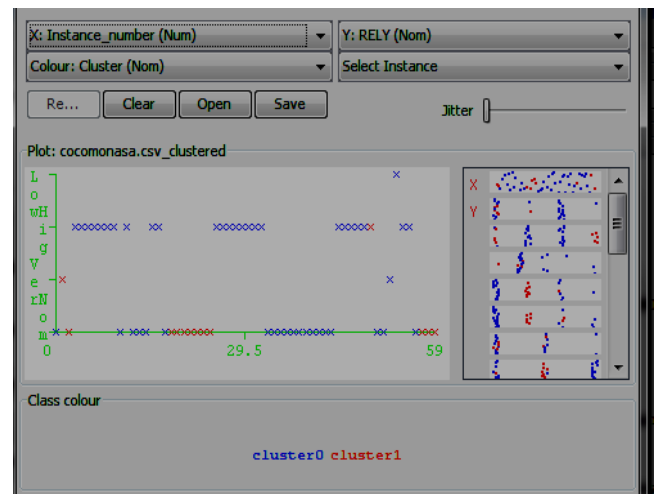 X: Instance_number (Num) Y: RELY (Nom)
Colour: Cluster (Nom) Select Instance
Re... Clear Open Save Jitter
Plot: cocomonasa.csv_clustered
L
o
wH
i
g
V
e
rN
o
m
0 29.5 59
X
Y
Class colour
cluster0 cluster1